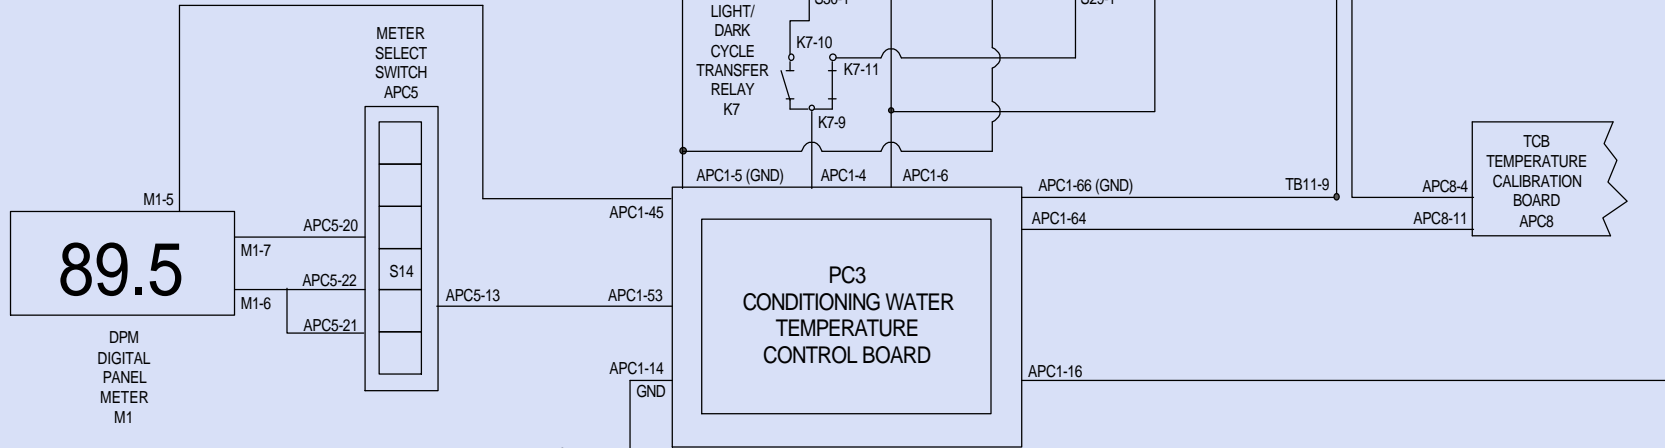 METER
SELECT
SWITCH
APC5
LIGHT/
DARK
CYCLE
TRANSFER
RELAY
K7
K7-10
K7-11
K7-9
M1-5
89.5
M1-7
M1-6
DPM
DIGITAL
PANEL
METER
M1
APC5-20
APC5-22
APC5-21
S14
APC5-13
APC1-5 (GND)
APC1-4
APC1-6
APC1-45
APC1-53
APC1-14
GND
PC3
CONDITIONING WATER
TEMPERATURE
CONTROL BOARD
APC1-66 (GND)
APC1-64
APC1-16
TB11-9
APC8-4
APC8-11
TCB
TEMPERATURE
CALIBRATION
BOARD
APC8